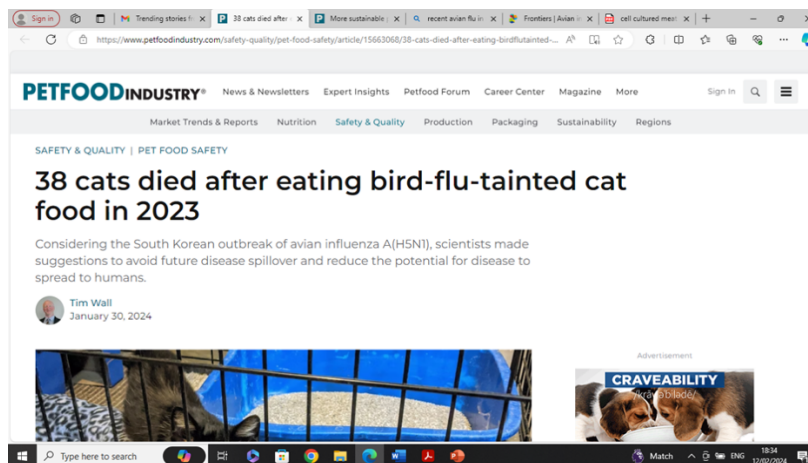 Sign in
Trending stories f
38 cats died after
More sustainable
recent avian flu in
Frontiers | Avian i
cell cultured meat
https://www.petfoodindustry.com/safety-quality/pet-food-safety/article/15663068/38-cats-died-after-eating-birdflutainted-...
PETFOODINDUSTRY®
News & Newsletters Expert Insights Petfood Forum Career Center Magazine More
Sign In
Market Trends & Reports Nutrition Safety & Quality Production Packaging Sustainability Regions
SAFETY & QUALITY | PET FOOD SAFETY
38 cats died after eating bird-flu-tainted cat
food in 2023
Considering the South Korean outbreak of avian influenza A(H5N1), scientists made
suggestions to avoid future disease spillover and reduce the potential for disease to
spread to humans.
Tim Wall
January 30, 2024
Advertisement
CRAVEABILITY
Type here to search
Match
ENG
18:34
12/02/2024